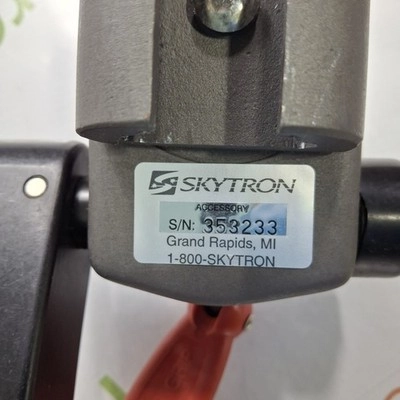 SKYTRON
ACCESSORY
S/N: 353233
Grand Rapids, MI
1-800-SKYTRON